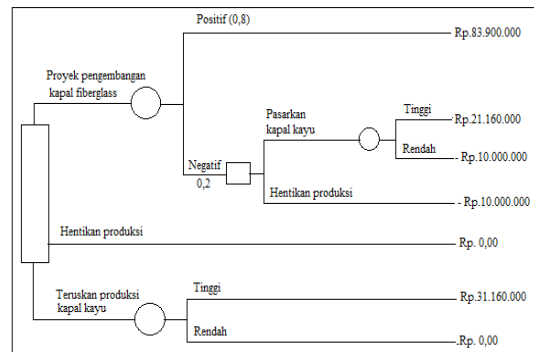 Positif (0,8)
Rp.83.900.000
Proyek pengembangan
kapal fiberglass
Pasarkan
kapal kayu
Tinggi
Rp.21.160.000
Rendah
- Rp.10.000.000
Negatif
0,2
Hentikan produksi
- Rp.10.000.000
Hentikan produksi
Rp. 0,00
Teruskan produksi
kapal kayu
Tinggi
Rp.31.160.000
Rendah
.Rp. 0,00